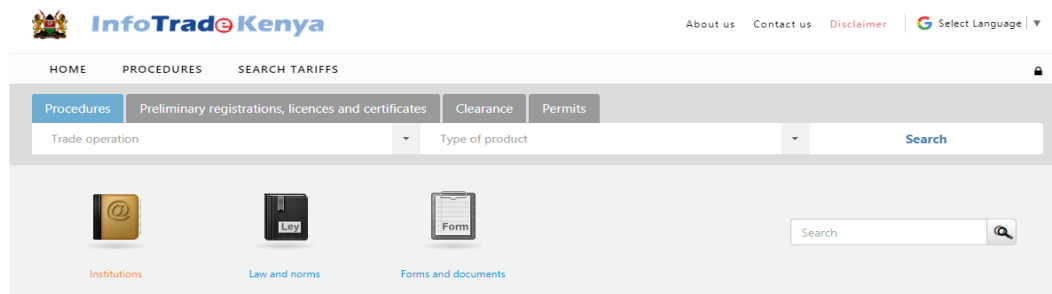 InfoTradeKenya
About us Contact us Disclaimer Select Language ▼
HOME PROCEDURES SEARCH TARIFFS
Procedures Preliminary registrations, licences and certificates Clearance Permits
Trade operation Type of product Search
Ley Form
Search
Institutions Law and norms Forms and documents